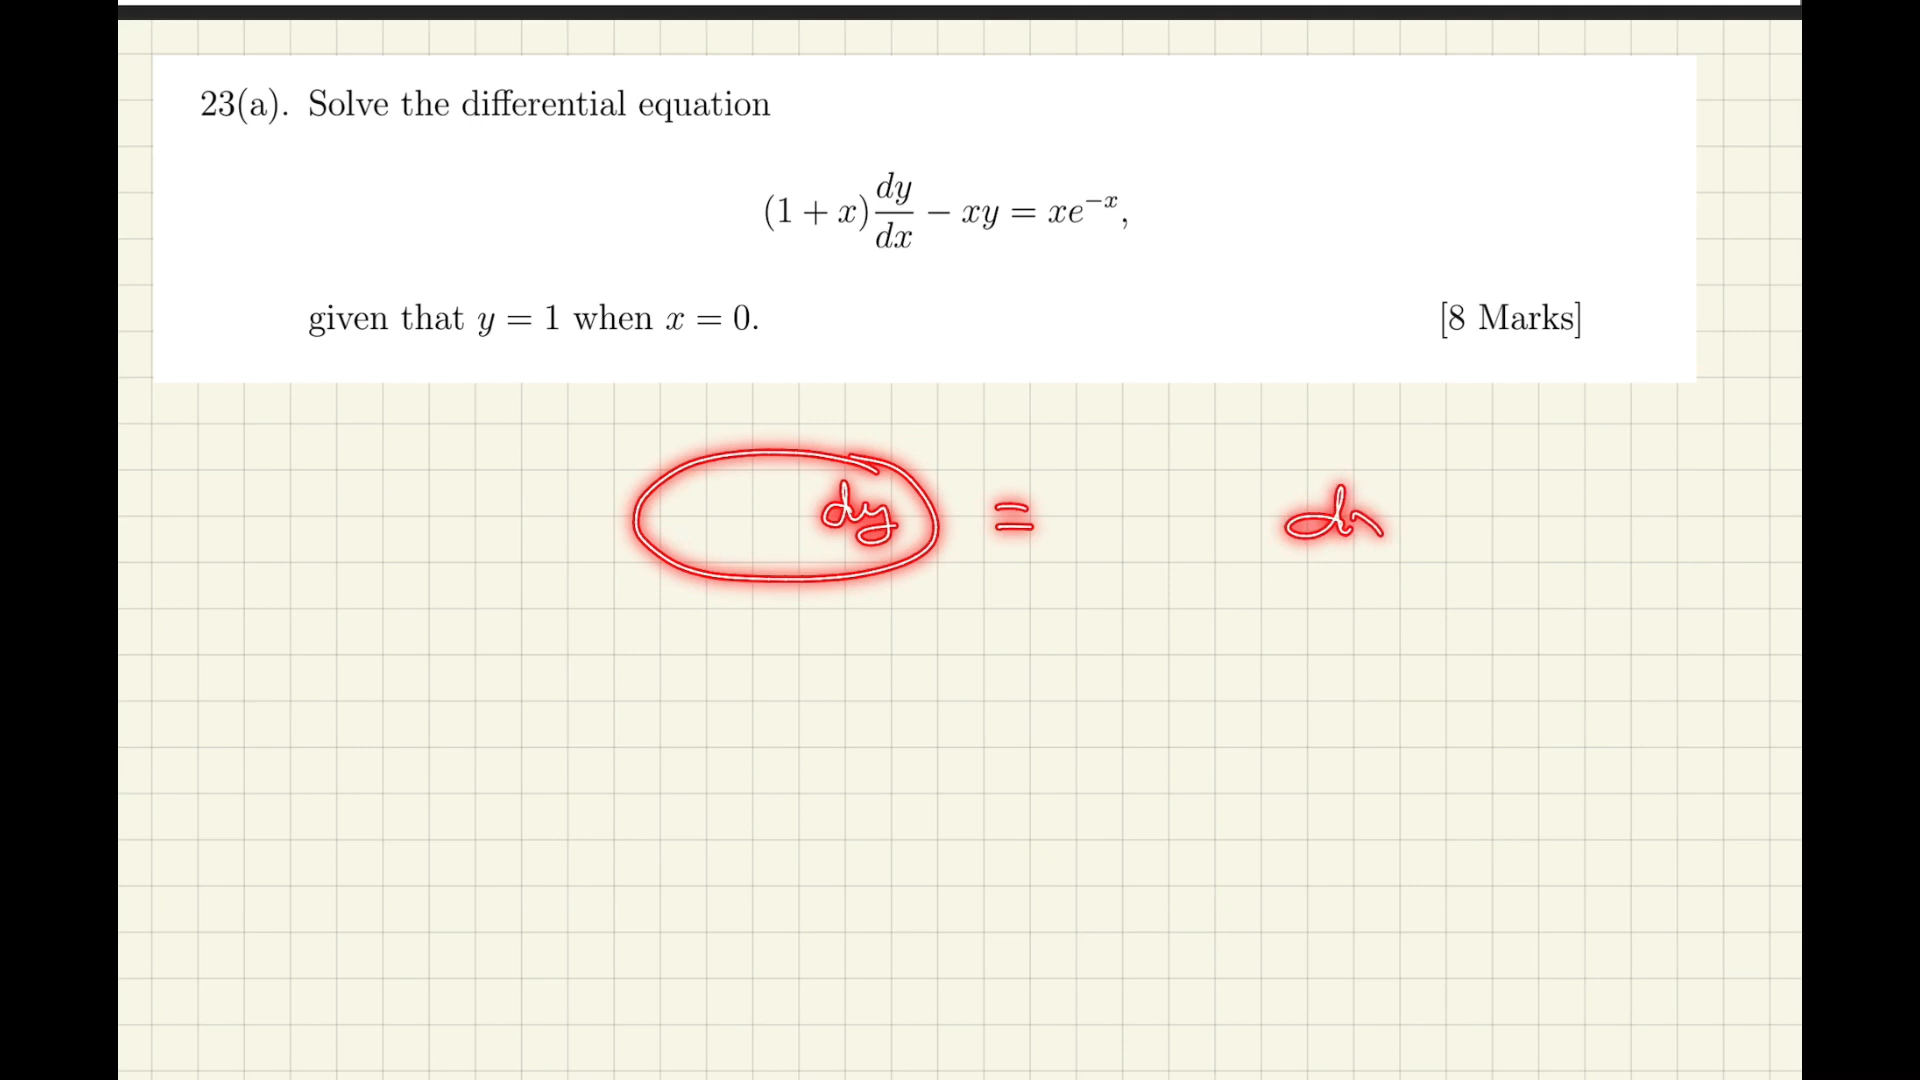 23(a). Solve the differential equation
(1 + x) dy/dx − xy = xe^{−x},
given that y = 1 when x = 0. [8 Marks]
dy = dx